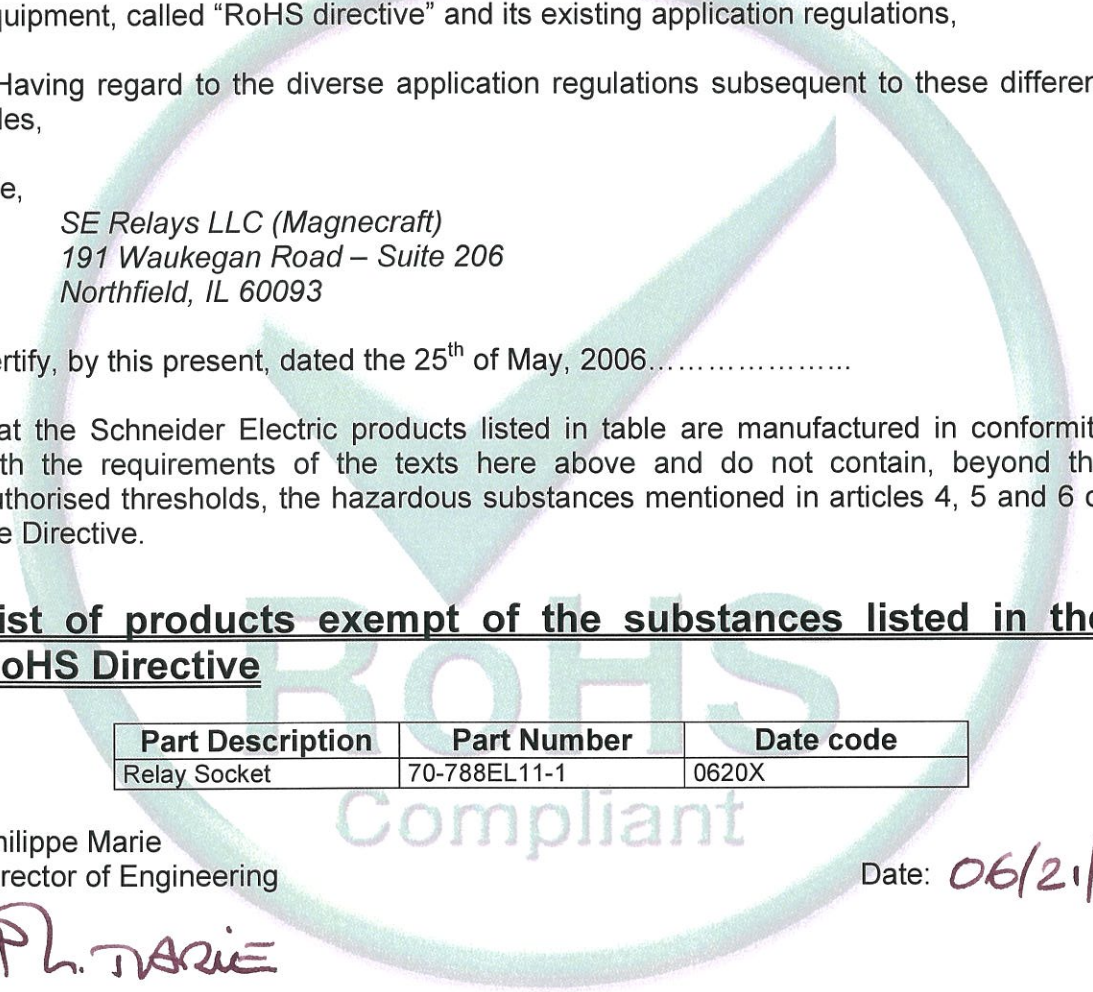 quipment, called “RoHS directive” and its existing application regulations,
Having regard to the diverse application regulations subsequent to these differen
les,
e,
SE Relays LLC (Magnecraft)
191 Waukegan Road – Suite 206
Northfield, IL 60093
ertify, by this present, dated the 25th of May, 2006…………………
at the Schneider Electric products listed in table are manufactured in conformit
th the requirements of the texts here above and do not contain, beyond th
uthorised thresholds, the hazardous substances mentioned in articles 4, 5 and 6 o
e Directive.
ist of products exempt of the substances listed in the
oHS Directive
RoHS
Part Description Part Number Date code
Relay Socket 70-788EL11-1 0620X
Compliant
hilippe Marie
irector of Engineering
Date: 06/21/
Ph. MARIE